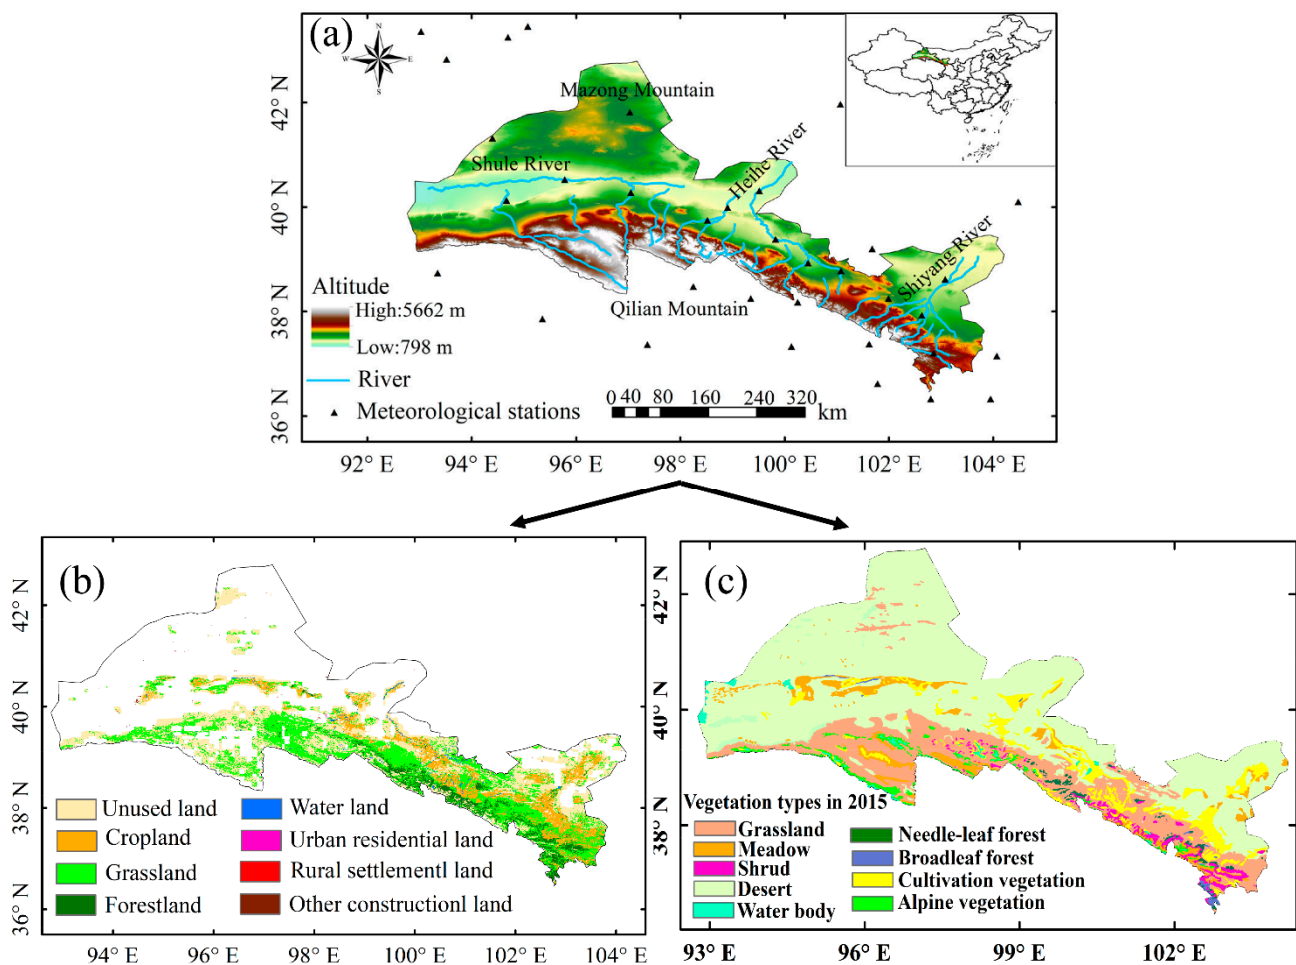 (a)
N
W E
S
Mazong Mountain
Shule River
Heihe River
Shiyang River
Qilian Mountain
Altitude
High:5662 m
Low:798 m
River
Meteorological stations
0 40 80 160 240 320
km
42° N
40° N
38° N
36° N
92° E 94° E 96° E 98° E 100° E 102° E 104° E
(b)
42° N
40° N
38° N
36° N
Unused land
Cropland
Grassland
Forestland
Water land
Urban residential land
Rural settlementl land
Other constructionl land
94° E 96° E 98° E 100° E 102° E 104° E
(c)
42° N
40° N
38° N
Vegetation types in 2015
Grassland
Meadow
Shrud
Desert
Water body
Needle-leaf forest
Broadleaf forest
Cultivation vegetation
Alpine vegetation
93° E 96° E 99° E 102° E